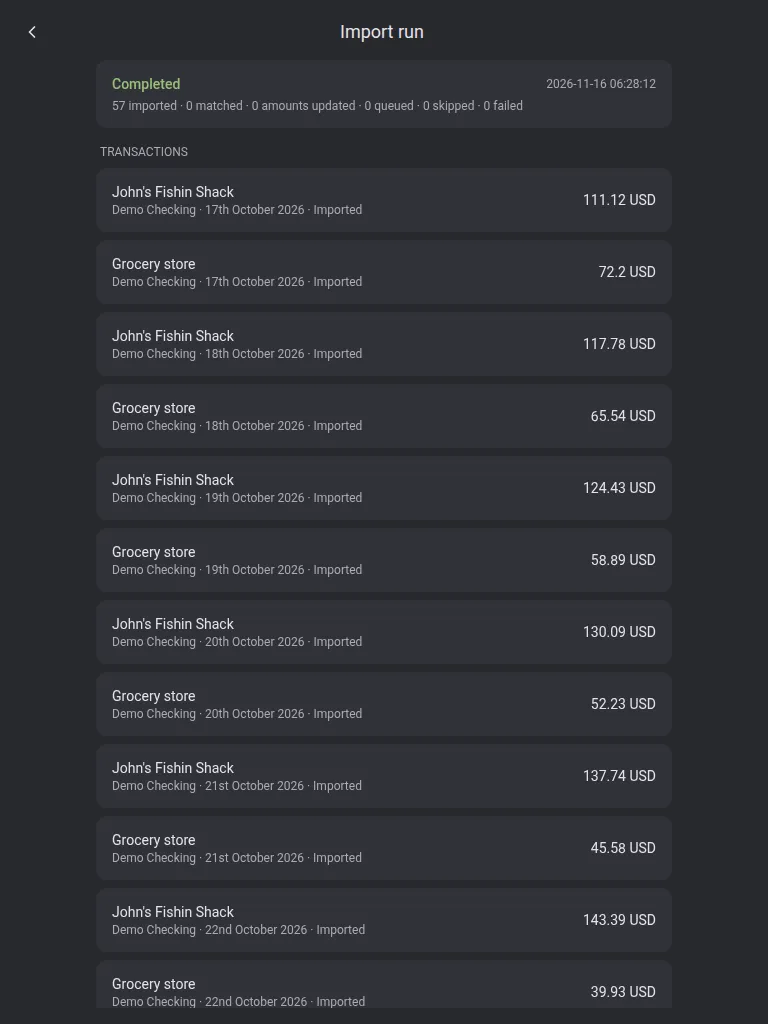 Import run
Completed
2026-11-16 06:28:12
57 imported · 0 matched · 0 amounts updated · 0 queued · 0 skipped · 0 failed
TRANSACTIONS
John's Fishin Shack
111.12 USD
Demo Checking · 17th October 2026 · Imported
Grocery store
72.2 USD
Demo Checking · 17th October 2026 · Imported
John's Fishin Shack
117.78 USD
Demo Checking · 18th October 2026 · Imported
Grocery store
65.54 USD
Demo Checking · 18th October 2026 · Imported
John's Fishin Shack
124.43 USD
Demo Checking · 19th October 2026 · Imported
Grocery store
58.89 USD
Demo Checking · 19th October 2026 · Imported
John's Fishin Shack
130.09 USD
Demo Checking · 20th October 2026 · Imported
Grocery store
52.23 USD
Demo Checking · 20th October 2026 · Imported
John's Fishin Shack
137.74 USD
Demo Checking · 21st October 2026 · Imported
Grocery store
45.58 USD
Demo Checking · 21st October 2026 · Imported
John's Fishin Shack
143.39 USD
Demo Checking · 22nd October 2026 · Imported
Grocery store
39.93 USD
Demo Checking · 22nd October 2026 · Imported